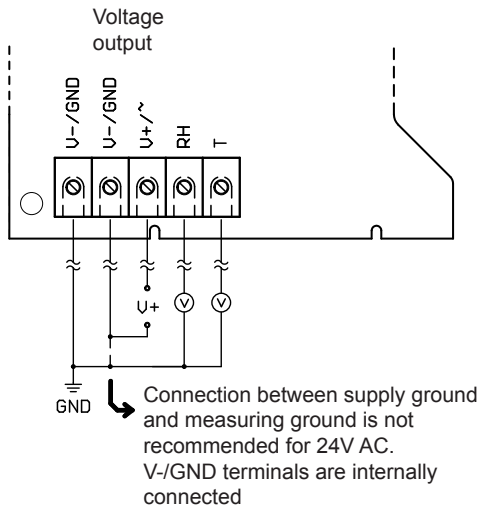 Voltage
output
V-/GND
V-/GND
V+/~
RH
T
V+
V
V
GND
Connection between supply ground
and measuring ground is not
recommended for 24V AC.
V-/GND terminals are internally
connected